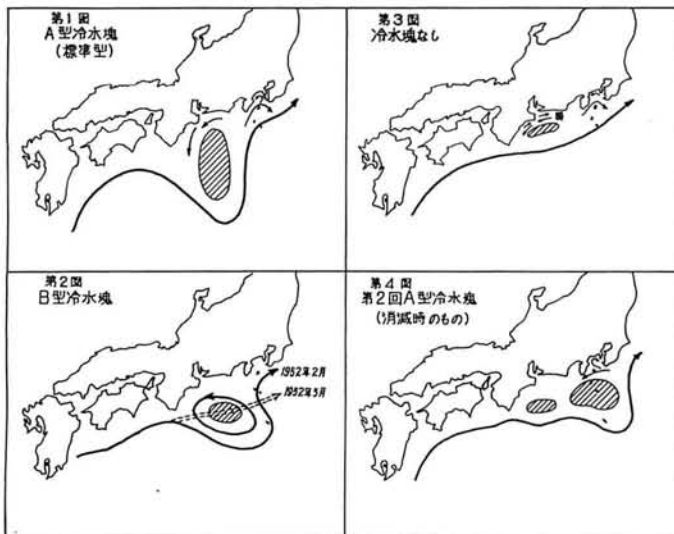 第1図
A型冷水塊
(標準型)
第3図
冷水塊なし
第2図
B型冷水塊
1952年2月
1952年5月
第4図
第2回A型冷水塊
(消滅時のもの)